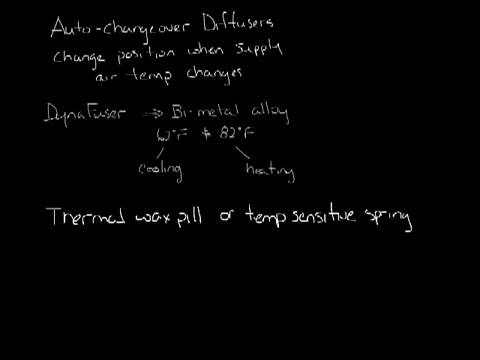 Auto-changeover Diffusers
change position when supply
air temp changes
DynaFuser ⇒ Bi-metal alloy
62°F & 82°F
cooling heating
Thermal wax pill or temp sensitive spring